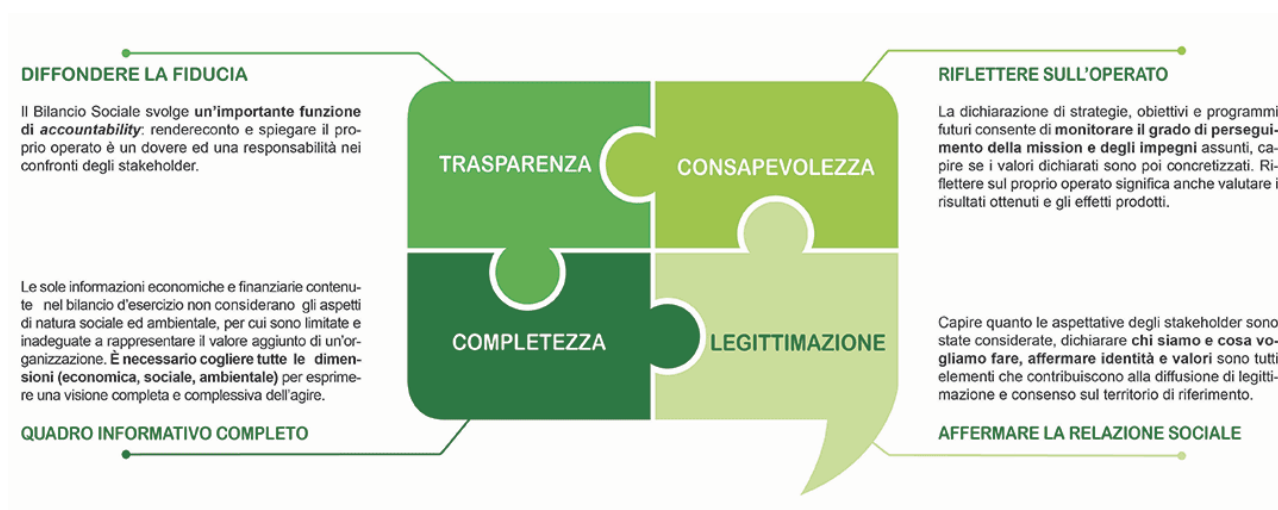 DIFFONDERE LA FIDUCIA
Il Bilancio Sociale svolge un’importante funzione
di accountability: rendereconto e spiegare il pro-
prio operato è un dovere ed una responsabilità nei
confronti degli stakeholder.
TRASPARENZA
CONSAPEVOLEZZA
RIFLETTERE SULL’OPERATO
La dichiarazione di strategie, obiettivi e programmi
futuri consente di monitorare il grado di persegui-
mento della mission e degli impegni assunti, ca-
pire se i valori dichiarati sono poi concretizzati. Ri-
flettere sul proprio operato significa anche valutare i
risultati ottenuti e gli effetti prodotti.
Le sole informazioni economiche e finanziarie contenu-
te nel bilancio d’esercizio non considerano gli aspetti
di natura sociale ed ambientale, per cui sono limitate e
inadeguate a rappresentare il valore aggiunto di un’or-
ganizzazione. È necessario cogliere tutte le dimen-
sioni (economica, sociale, ambientale) per esprime-
re una visione completa e complessiva dell’agire.
QUADRO INFORMATIVO COMPLETO
COMPLETEZZA
LEGITTIMAZIONE
Capire quanto le aspettative degli stakeholder sono
state considerate, dichiarare chi siamo e cosa vo-
gliamo fare, affermare identità e valori sono tutti
elementi che contribuiscono alla diffusione di legitti-
mazione e consenso sul territorio di riferimento.
AFFERMARE LA RELAZIONE SOCIALE